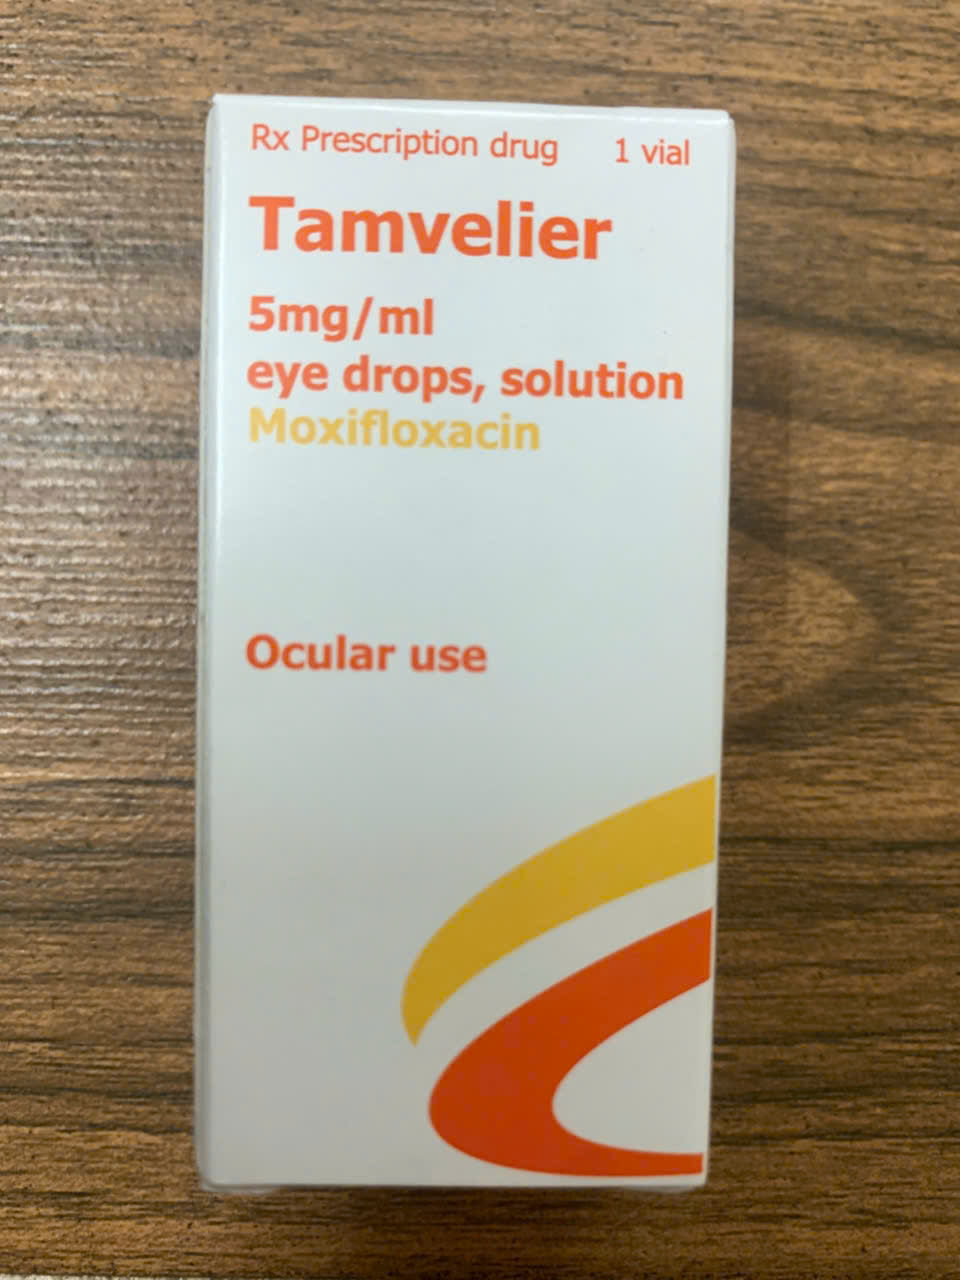 Rx Prescription drug 1 vial
Tamvelier
5mg/ml
eye drops, solution
Moxifloxacin
Ocular use